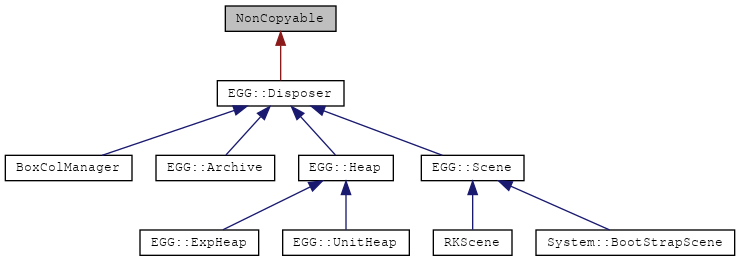 NonCopyable
EGG::Disposer
BoxColManager
EGG::Archive
EGG::Heap
EGG::Scene
EGG::ExpHeap
EGG::UnitHeap
RKScene
System::BootStrapScene